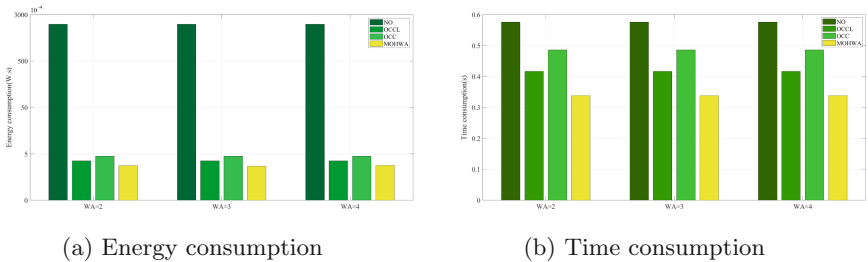 10⁻⁴
3000
500
50
5
0
Energy consumption(W.s)
WA=2 WA=3 WA=4
NO
OCCL
OCC
MOHWA
(a) Energy consumption
0.6
0.5
0.4
0.3
0.2
0.1
0
Time consumption(s)
WA=2 WA=3 WA=4
NO
OCCL
OCC
MOHWA
(b) Time consumption